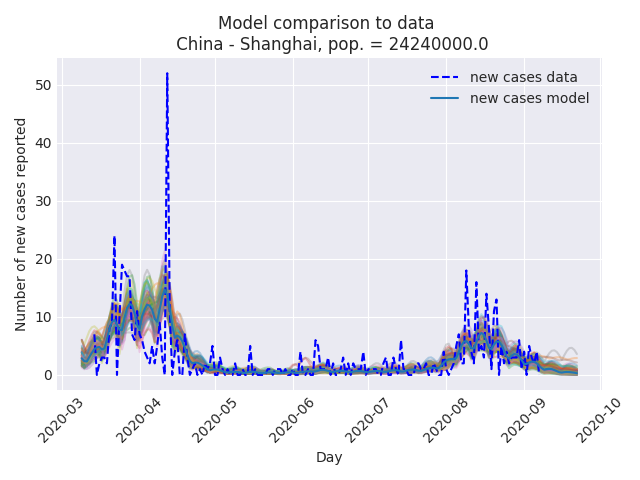 Model comparison to data
China - Shanghai, pop. = 24240000.0
new cases data
new cases model
Number of new cases reported
50
40
30
20
10
0
2020-03
2020-04
2020-05
2020-06
2020-07
2020-08
2020-09
2020-10
Day